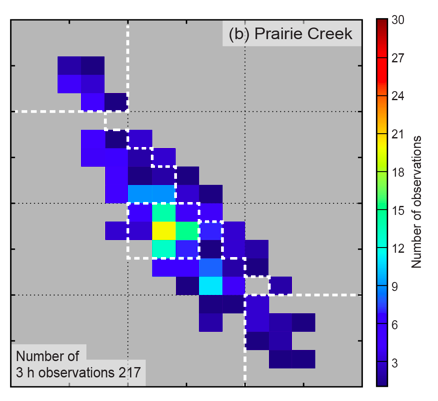 (b) Prairie Creek
Number of
3 h observations 217
30
27
24
21
18
15
12
9
6
3
Number of observations